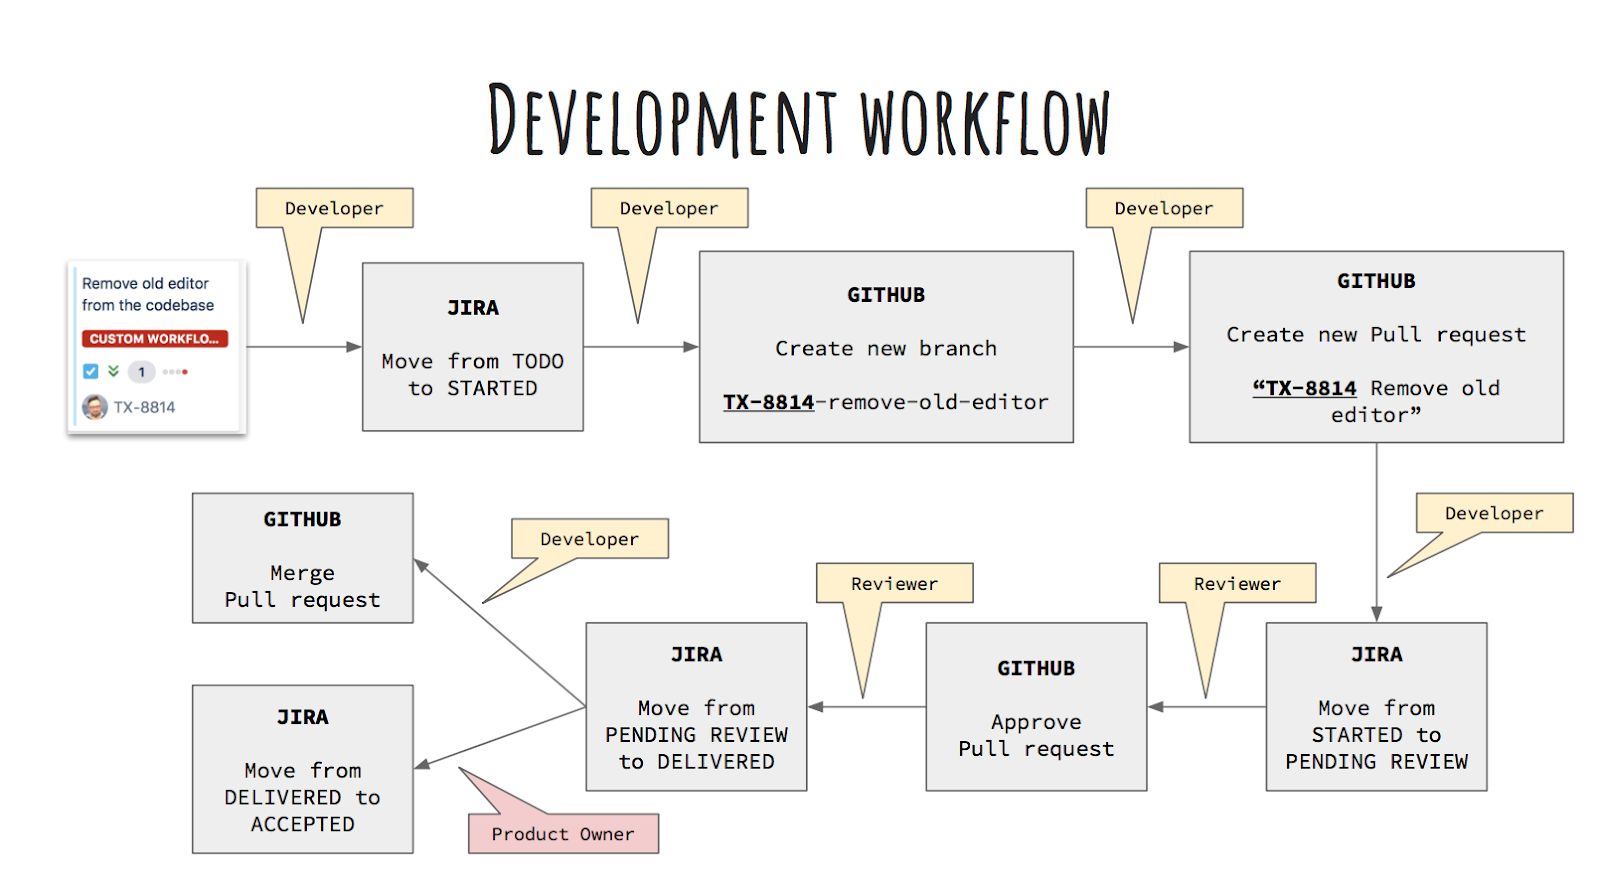 DEVELOPMENT WORKFLOW
Developer
Developer
Developer
Remove old editor
from the codebase
CUSTOM WORKFLO...
1
TX-8814
JIRA
Move from TODO
to STARTED
GITHUB
Create new branch
TX-8814-remove-old-editor
GITHUB
Create new Pull request
“TX-8814 Remove old
editor”
Developer
JIRA
Move from
STARTED to
PENDING REVIEW
Reviewer
GITHUB
Approve
Pull request
Reviewer
JIRA
Move from
PENDING REVIEW
to DELIVERED
Developer
GITHUB
Merge
Pull request
Product Owner
JIRA
Move from
DELIVERED to
ACCEPTED